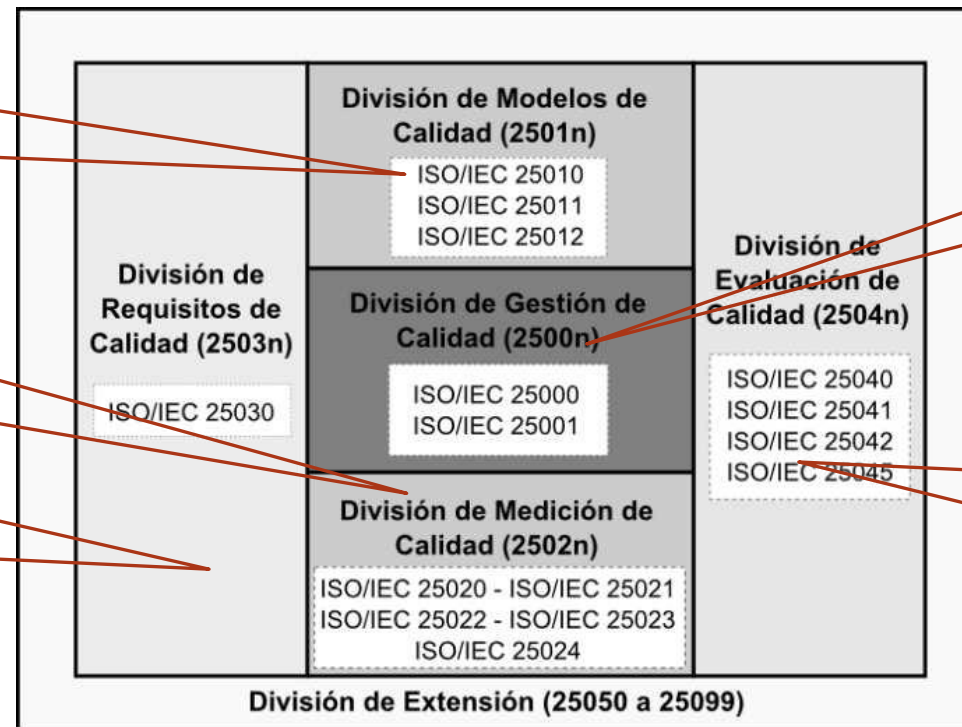 División de Modelos de
Calidad (2501n)
ISO/IEC 25010
ISO/IEC 25011
ISO/IEC 25012
División de
Requisitos de
Calidad (2503n)
ISO/IEC 25030
División de Gestión de
Calidad (2500n)
ISO/IEC 25000
ISO/IEC 25001
División de
Evaluación de
Calidad (2504n)
ISO/IEC 25040
ISO/IEC 25041
ISO/IEC 25042
ISO/IEC 25045
División de Medición de
Calidad (2502n)
ISO/IEC 25020 - ISO/IEC 25021
ISO/IEC 25022 - ISO/IEC 25023
ISO/IEC 25024
División de Extensión (25050 a 25099)